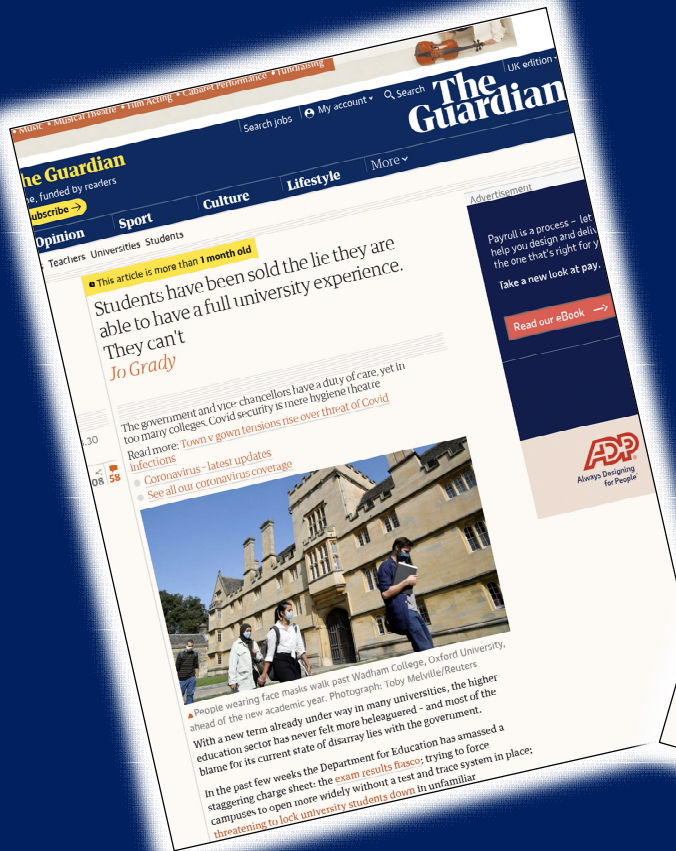 • Music • Musical Theatre • Film Acting • Cabaret Performance • Fundraising
UK edition
Search jobs
My account
Search
The
Guardian
he Guardian
e, funded by readers
ubscribe →
Opinion
Sport
Culture
Lifestyle
More
Teachers Universities Students
Advertisement
This article is more than 1 month old
Students have been sold the lie they are
able to have a full university experience.
They can't
Jo Grady
The government and vice-chancellors have a duty of care, yet in
too many colleges, Covid security is mere hygiene theatre
Read more: Town v gown tensions rise over threat of Covid
infections
Coronavirus - latest updates
See all our coronavirus coverage
.30
08
58
People wearing face masks walk past Wadham College, Oxford University,
ahead of the new academic year. Photograph: Toby Melville/Reuters
With a new term already under way in many universities, the higher
education sector has never felt more beleaguered – and most of the
blame for its current state of disarray lies with the government.
In the past few weeks the Department for Education has amassed a
staggering charge sheet: the exam results fiasco; trying to force
campuses to open more widely without a test and trace system in place;
threatening to lock university students down in unfamiliar
Payroll is a process – let
help you design and deliv
the one that's right for y
Take a new look at pay.
Read our eBook →
ADP
Always Designing
for People